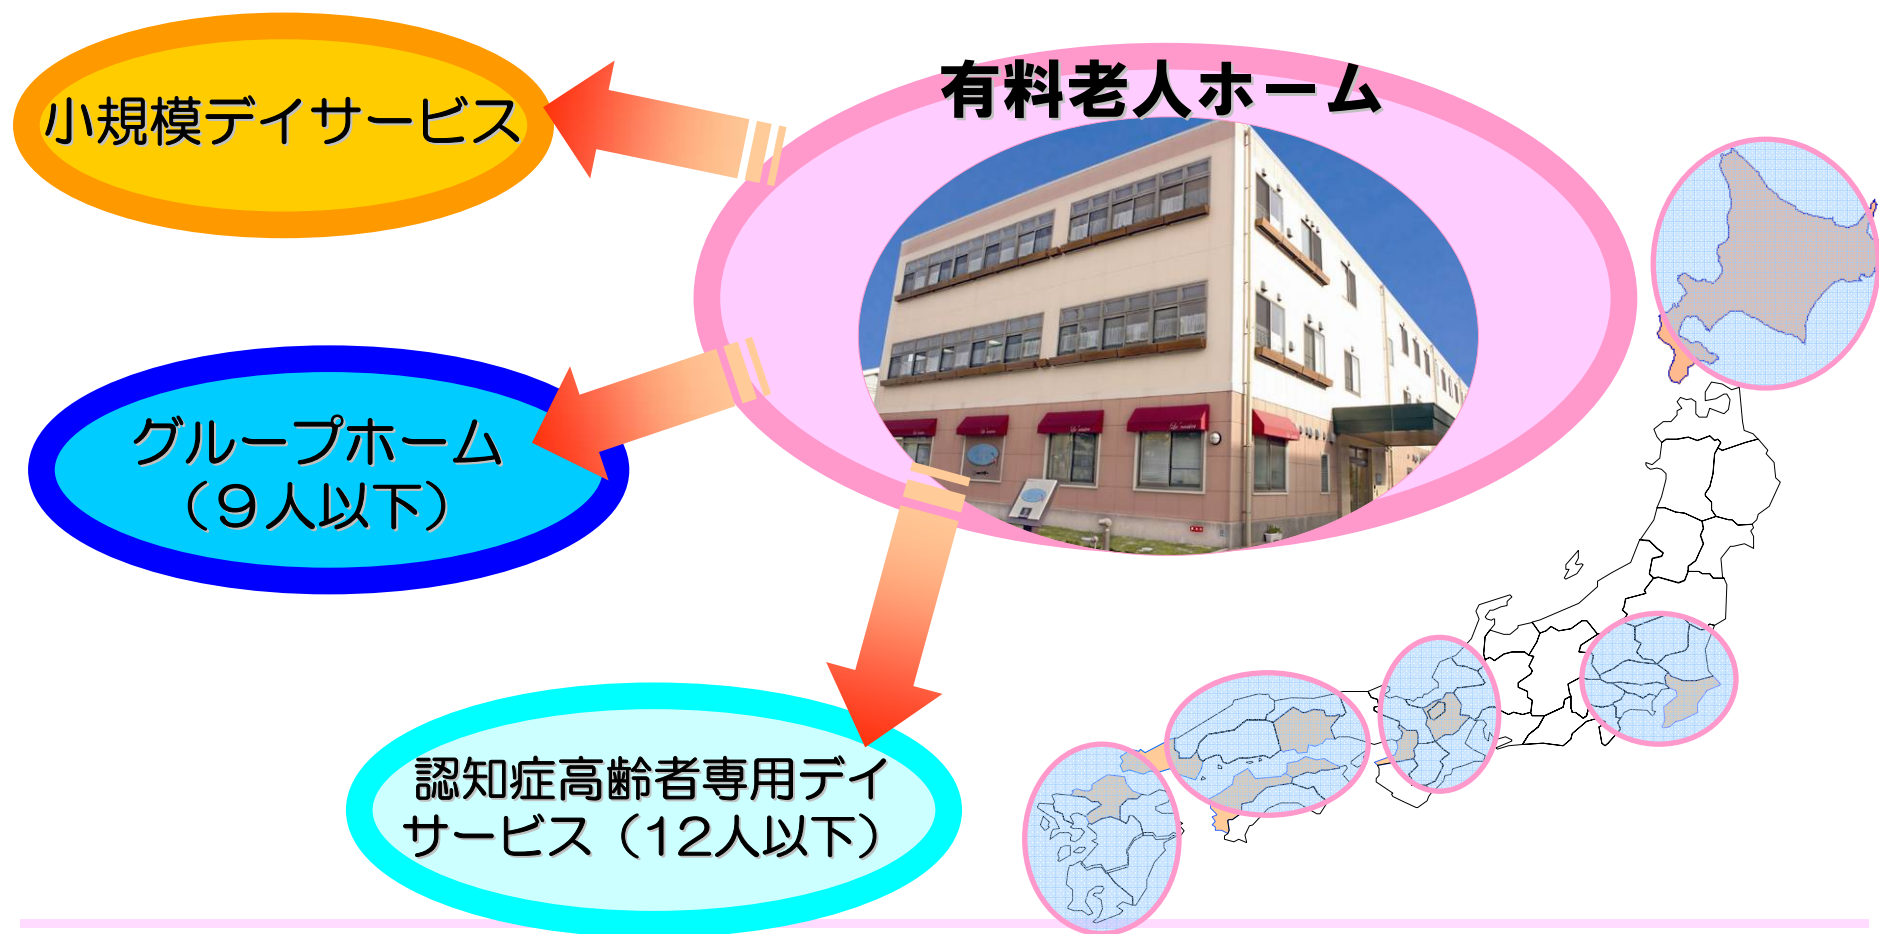 小規模デイサービス
有料老人ホーム
グループホーム
（９人以下）
認知症高齢者専用デイ
サービス（12人以下）